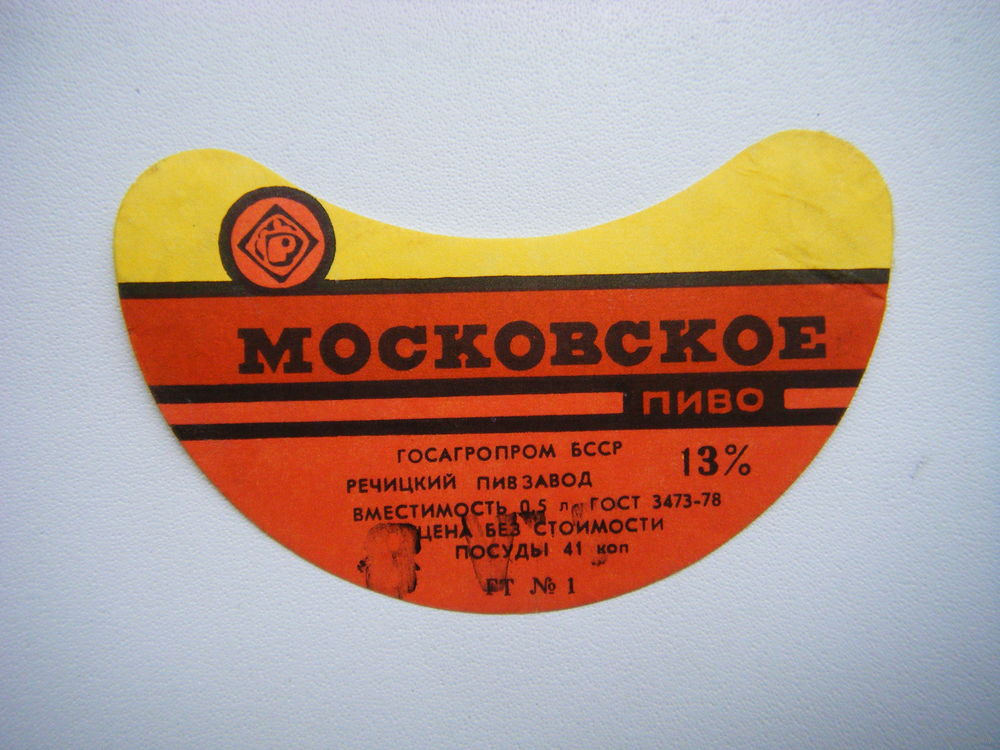 МОСКОВСКОЕ
ПИВО
ГОСАГРОПРОМ БССР
13%
РЕЧИЦКИЙ ПИВЗАВОД
ВМЕСТИМОСТЬ 0,5 л ГОСТ 3473-78
ЦЕНА БЕЗ СТОИМОСТИ
ПОСУДЫ 41 коп
ГТ № 1